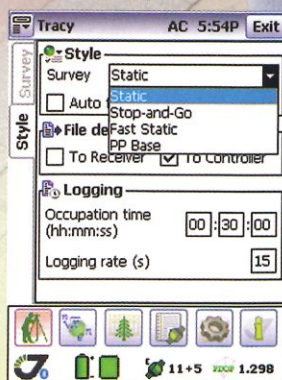 Tracy AC 5:54P Exit
Survey
Style
Style
Survey Static
Static
Stop-and-Go
Fast Static
PP Base
Auto
File de
To Receiver To Controller
Logging
Occupation time
(hh:mm:ss) 00:30:00
Logging rate (s) 15
11+5 PDOP 1.298